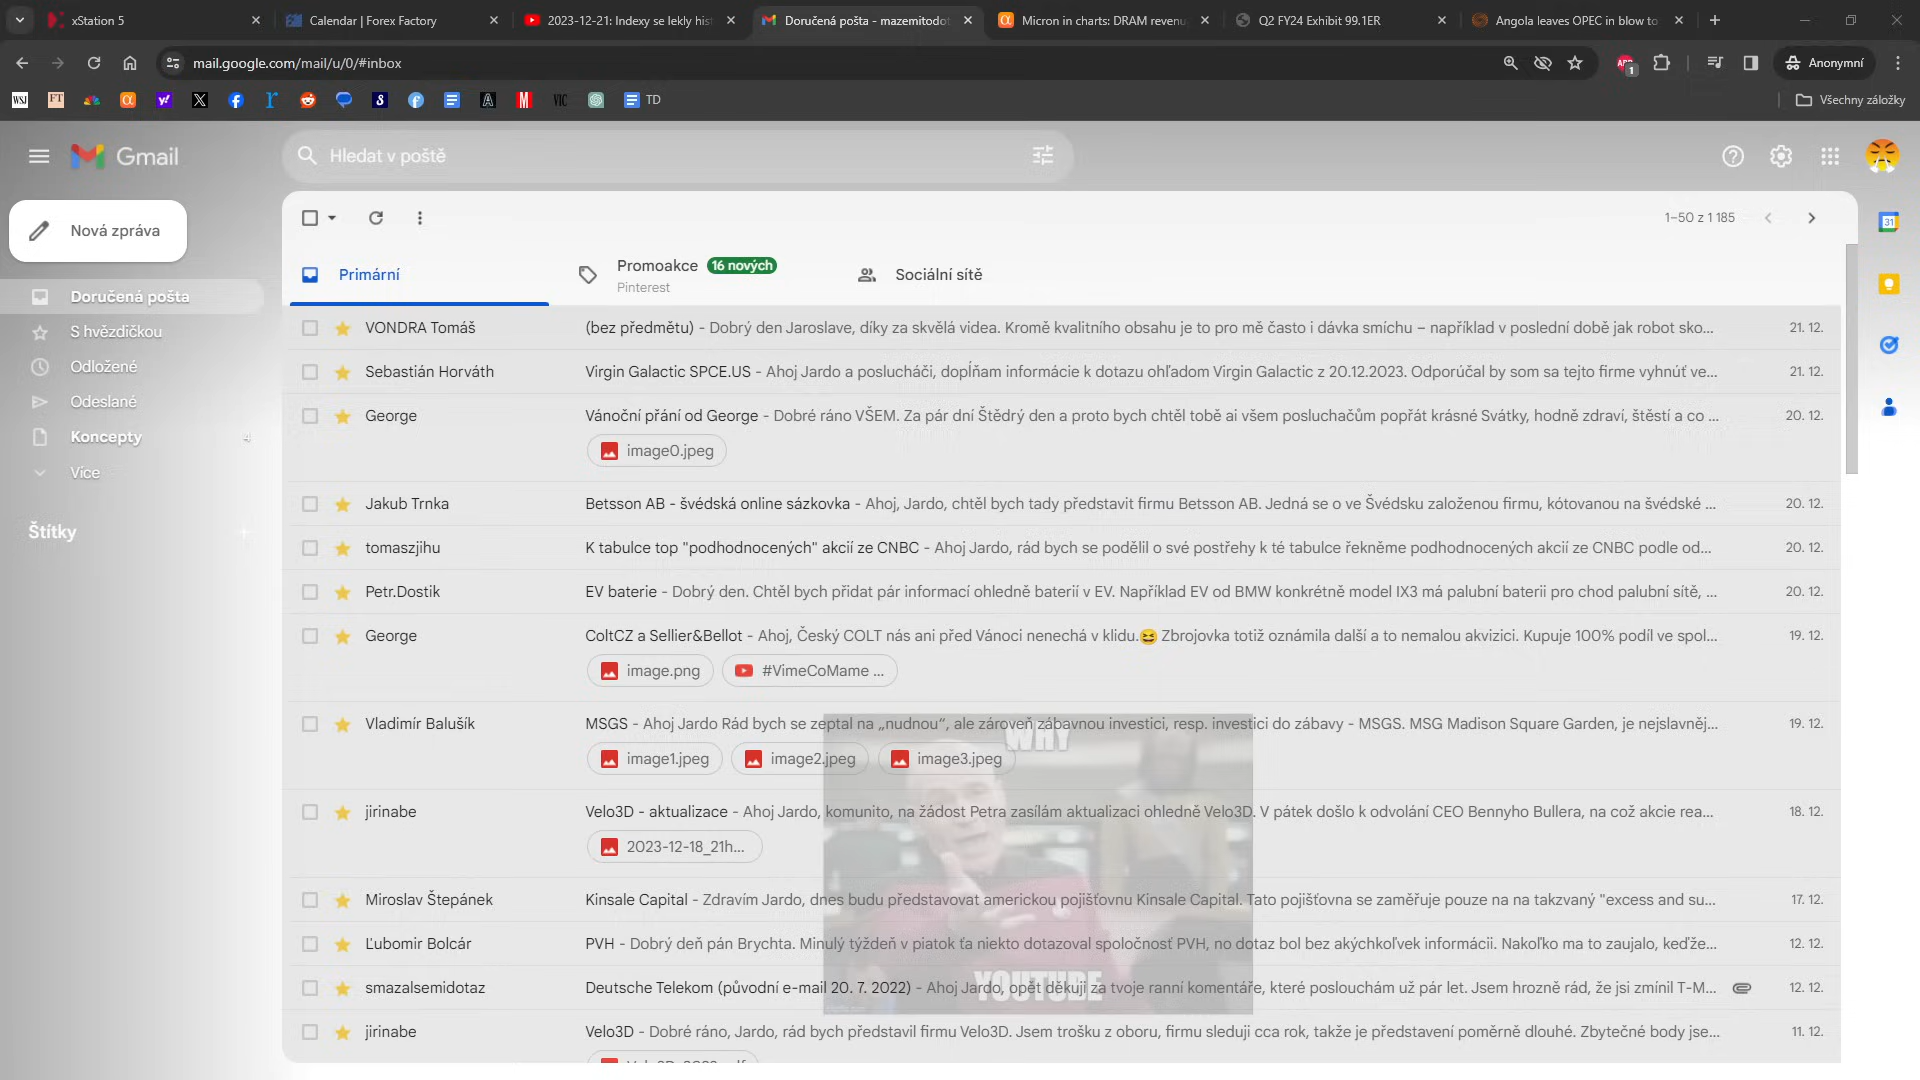 xStation 5
Calendar | Forex Factory
2023-12-21: Indexy se lekly hist
Doručená pošta - mazemitodot
Micron in charts: DRAM revenu
Q2 FY24 Exhibit 99.1ER
Angola leaves OPEC in blow to
mail.google.com/mail/u/0/#inbox
ABP
1
Anonymní
WSJ
FT
TD
Všechny záložky
Gmail
Hledat v poště
Nová zpráva
1–50 z 1 185
31
Primární
Promoakce
16 nových
Pinterest
Sociální sítě
Doručená pošta
S hvězdičkou
Odložené
Odeslané
Koncepty
4
Více
Štítky
VONDRA Tomáš
(bez předmětu) - Dobrý den Jaroslave, díky za skvělá videa. Kromě kvalitního obsahu je to pro mě často i dávka smíchu – například v poslední době jak robot sko...
21. 12.
Sebastián Horváth
Virgin Galactic SPCE.US - Ahoj Jardo a poslucháči, dopĺňam informácie k dotazu ohľadom Virgin Galactic z 20.12.2023. Odporúčal by som sa tejto firme vyhnúť ve...
21. 12.
George
Vánoční přání od George - Dobré ráno VŠEM. Za pár dní Štědrý den a proto bych chtěl tobě ai všem posluchačům popřát krásné Svátky, hodně zdraví, štěstí a co ...
20. 12.
image0.jpeg
Jakub Trnka
Betsson AB - švédská online sázkovka - Ahoj, Jardo, chtěl bych tady představit firmu Betsson AB. Jedná se o ve Švédsku založenou firmu, kótovanou na švédské ...
20. 12.
tomaszjihu
K tabulce top "podhodnocených" akcií ze CNBC - Ahoj Jardo, rád bych se podělil o své postřehy k té tabulce řekněme podhodnocených akcií ze CNBC podle od...
20. 12.
Petr.Dostik
EV baterie - Dobrý den. Chtěl bych přidat pár informací ohledně baterií v EV. Například EV od BMW konkrétně model IX3 má palubní baterii pro chod palubní sítě, ...
20. 12.
George
ColtCZ a Sellier&Bellot - Ahoj, Český COLT nás ani před Vánoci nenechá v klidu.😆 Zbrojovka totiž oznámila další a to nemalou akvizici. Kupuje 100% podíl ve spol...
19. 12.
image.png
#VimeCoMame ...
Vladimír Balušík
MSGS - Ahoj Jardo Rád bych se zeptal na „nudnou“, ale zároveň zábavnou investici, resp. investici do zábavy - MSGS. MSG Madison Square Garden, je nejslavněj...
19. 12.
WHY
image1.jpeg
image2.jpeg
image3.jpeg
jirinabe
Velo3D - aktualizace - Ahoj Jardo, komunito, na žádost Petra zasílám aktualizaci ohledně Velo3D. V pátek došlo k odvolání CEO Bennyho Bullera, na což akcie rea...
18. 12.
2023-12-18_21h...
Miroslav Štepánek
Kinsale Capital - Zdravím Jardo, dnes budu představovat americkou pojišťovnu Kinsale Capital. Tato pojišťovna se zaměřuje pouze na na takzvaný "excess and su...
17. 12.
Ľubomir Bolcár
PVH - Dobrý deň pán Brychta. Minulý týždeň v piatok ťa niekto dotazoval spoločnosť PVH, no dotaz bol bez akýchkoľvek informácii. Nakoľko ma to zaujalo, keďže...
12. 12.
smazalsemidotaz
Deutsche Telekom (původní e-mail 20. 7. 2022) - Ahoj Jardo, opět děkuji za tvoje ranní komentáře, které poslouchám už pár let. Jsem hrozně rád, že jsi zmínil T-M...
12. 12.
YOUTUBE
jirinabe
Velo3D - Dobré ráno, Jardo, rád bych představil firmu Velo3D. Jsem trošku z oboru, firmu sleduji cca rok, takže je představení poměrně dlouhé. Zbytečné body jse...
11. 12.